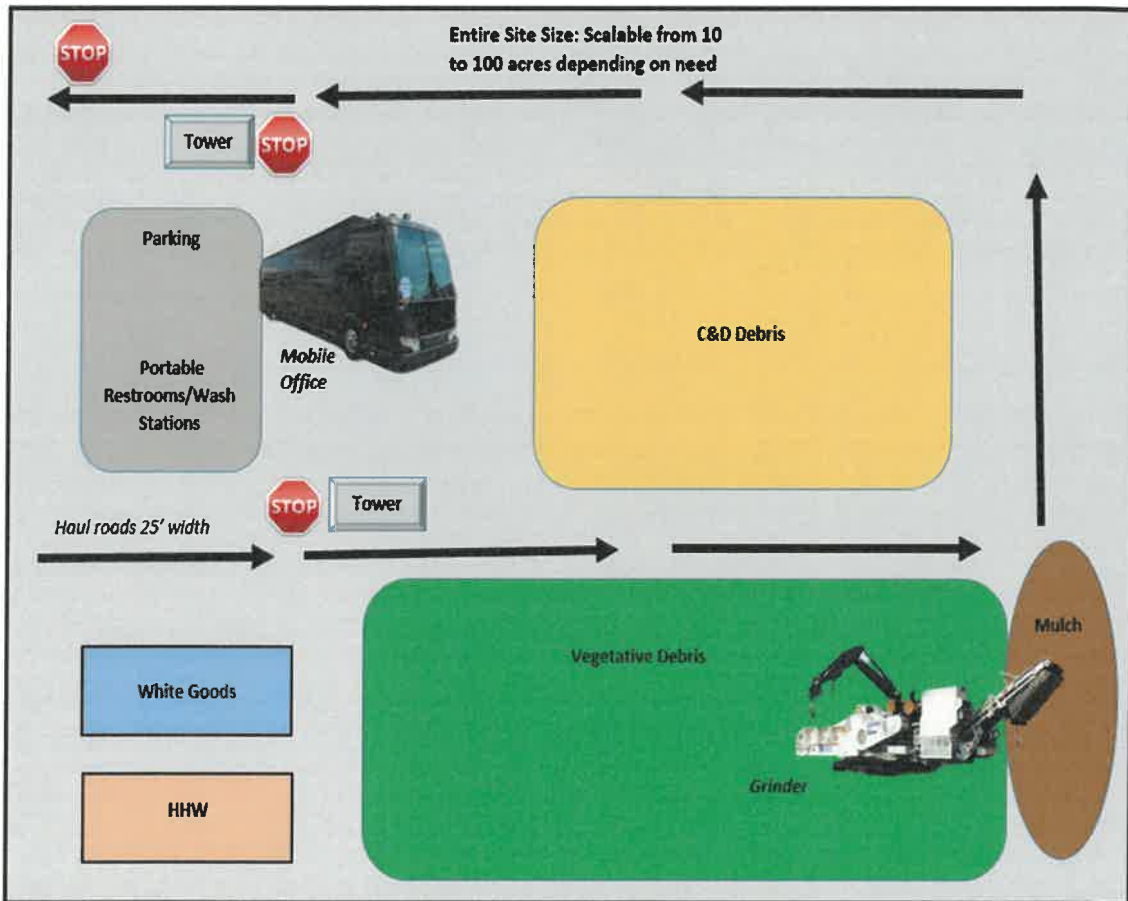 Entire Site Size: Scalable from 10
to 100 acres depending on need
STOP
Tower
STOP
Parking
Portable
Restrooms/Wash
Stations
Mobile
Office
C&D Debris
STOP
Tower
Haul roads 25' width
White Goods
HHW
Vegetative Debris
Grinder
Mulch